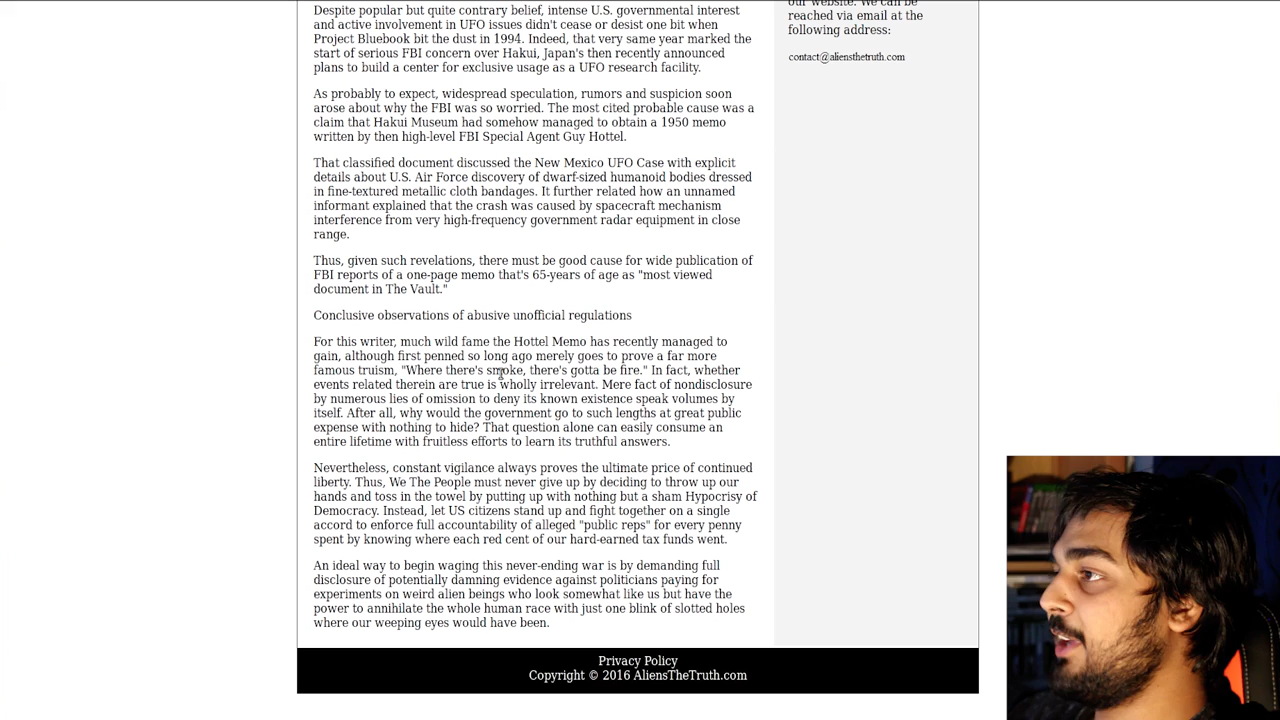 Despite popular but quite contrary belief, intense U.S. governmental interest
and active involvement in UFO issues didn't cease or desist one bit when
Project Bluebook bit the dust in 1994. Indeed, that very same year marked the
start of serious FBI concern over Hakui, Japan's then recently announced
plans to build a center for exclusive usage as a UFO research facility.
As probably to expect, widespread speculation, rumors and suspicion soon
arose about why the FBI was so worried. The most cited probable cause was a
claim that Hakui Museum had somehow managed to obtain a 1950 memo
written by then high-level FBI Special Agent Guy Hottel.
That classified document discussed the New Mexico UFO Case with explicit
details about U.S. Air Force discovery of dwarf-sized humanoid bodies dressed
in fine-textured metallic cloth bandages. It further related how an unnamed
informant explained that the crash was caused by spacecraft mechanism
interference from very high-frequency government radar equipment in close
range.
Thus, given such revelations, there must be good cause for wide publication of
FBI reports of a one-page memo that's 65-years of age as "most viewed
document in The Vault."
Conclusive observations of abusive unofficial regulations
For this writer, much wild fame the Hottel Memo has recently managed to
gain, although first penned so long ago merely goes to prove a far more
famous truism, "Where there's smoke, there's gotta be fire." In fact, whether
events related therein are true is wholly irrelevant. Mere fact of nondisclosure
by numerous lies of omission to deny its known existence speak volumes by
itself. After all, why would the government go to such lengths at great public
expense with nothing to hide? That question alone can easily consume an
entire lifetime with fruitless efforts to learn its truthful answers.
Nevertheless, constant vigilance always proves the ultimate price of continued
liberty. Thus, We The People must never give up by deciding to throw up our
hands and toss in the towel by putting up with nothing but a sham Hypocrisy of
Democracy. Instead, let US citizens stand up and fight together on a single
accord to enforce full accountability of alleged "public reps" for every penny
spent by knowing where each red cent of our hard-earned tax funds went.
An ideal way to begin waging this never-ending war is by demanding full
disclosure of potentially damning evidence against politicians paying for
experiments on weird alien beings who look somewhat like us but have the
power to annihilate the whole human race with just one blink of slotted holes
where our weeping eyes would have been.
our website. We can be
reached via email at the
following address:
contact@aliensthetruth.com
Privacy Policy
Copyright © 2016 AliensTheTruth.com